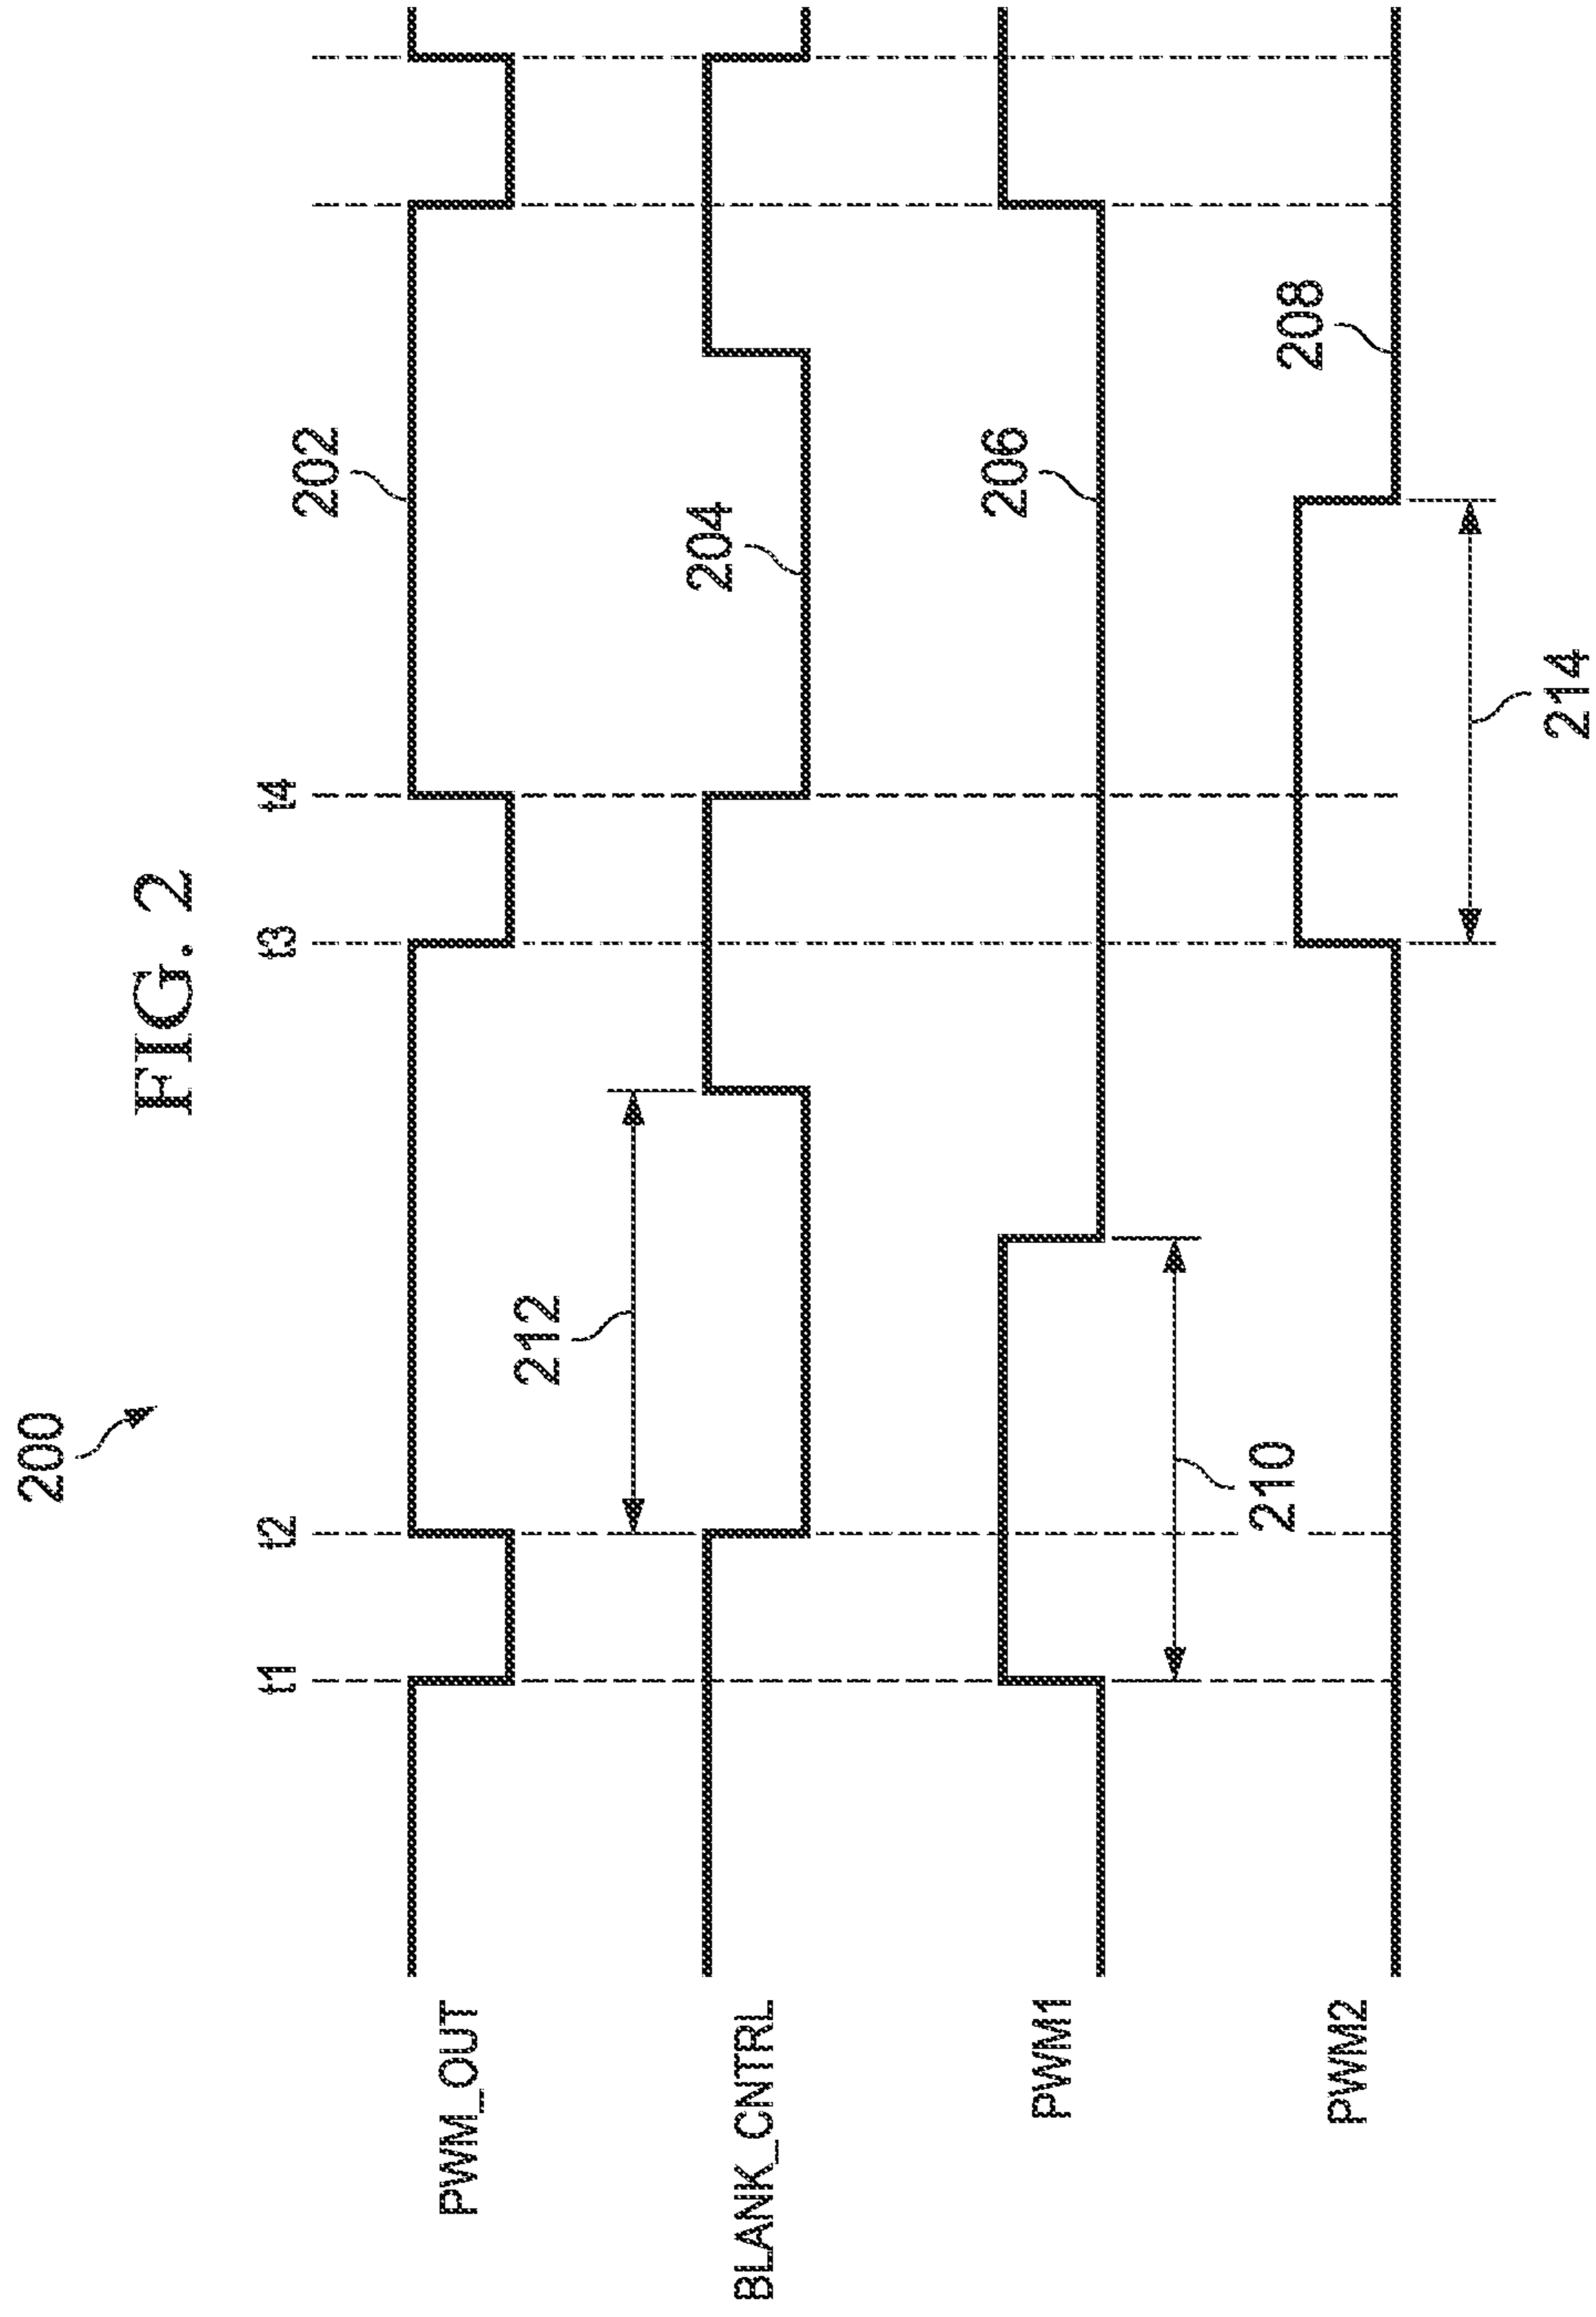 200
FIG. 2
t1
t2
t3
t4
PWM_OUT
202
212
BLANK_CNTRL
204
PWM1
206
210
PWM2
208
214